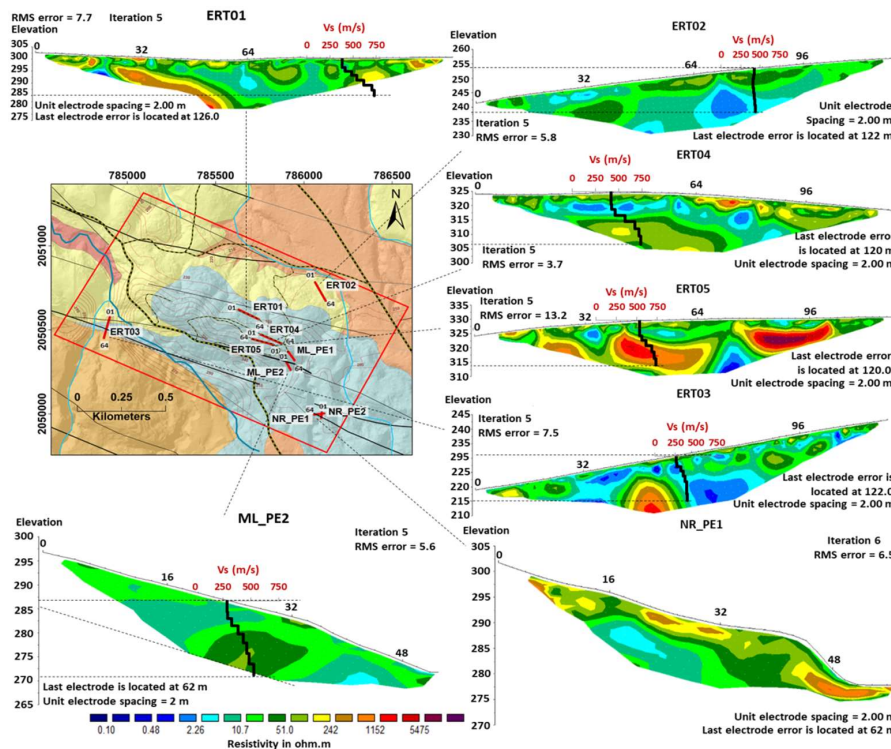 ERT01
RMS error = 7.7 Iteration 5
Vs (m/s)
Elevation
0 250 500 750
0 32 64
305
300
295
290
285
280
275
Unit electrode spacing = 2.00 m
Last electrode error is located at 126.0
ERT02
Elevation
Vs (m/s)
0 250 500 750
0 32 64 96
260
255
250
245
240
235
230
Iteration 5
RMS error = 5.8
Unit electrode
Spacing = 2.00 m
Last electrode error is located at 122 m
ERT04
Elevation
Vs (m/s)
0 250 500 750
0 64 96
325
320
315
310
305
300
Iteration 5
RMS error = 3.7
Last electrode error
is located at 120 m
Unit electrode spacing = 2.00 m
ERT05
Elevation
Iteration 5
RMS error = 13.2
Vs (m/s)
0 250 500 750
0 32 64 96
335
330
325
320
315
310
Last electrode error
is located at 120.0
Unit electrode spacing = 2.00 m
ERT03
Elevation
Vs (m/s)
0 250 500 750
0 32 96
245
235
295
225
215
210
Iteration 5
RMS error = 7.5
Last electrode error is
located at 122.0
Unit electrode spacing = 2.00 m
785000 785500 786000 786500
2051000
2050500
2050000
N
01
ERT02
64
01
ERT01
64
ERT04
64
ML_PE1
ERT05
01
01
64
ML_PE2
01
ERT03
64
64 01
NR_PE1 NR_PE2
0 0.25 0.5
Kilometers
ML_PE2
Elevation
Iteration 5
RMS error = 5.6
Vs (m/s)
0 250 500 750
0 16 32 48
300
295
290
285
280
275
270
265
Last electrode is located at 62 m
Unit electrode spacing = 2 m
NR_PE1
Elevation
Iteration 6
RMS error = 6.5
0 16 32 48
305
300
295
290
280
275
270
Unit electrode spacing = 2.00 m
Last electrode error is located at 62 m
0.10 0.48 2.26 10.7 51.0 242 1152 5475
Resistivity in ohm.m